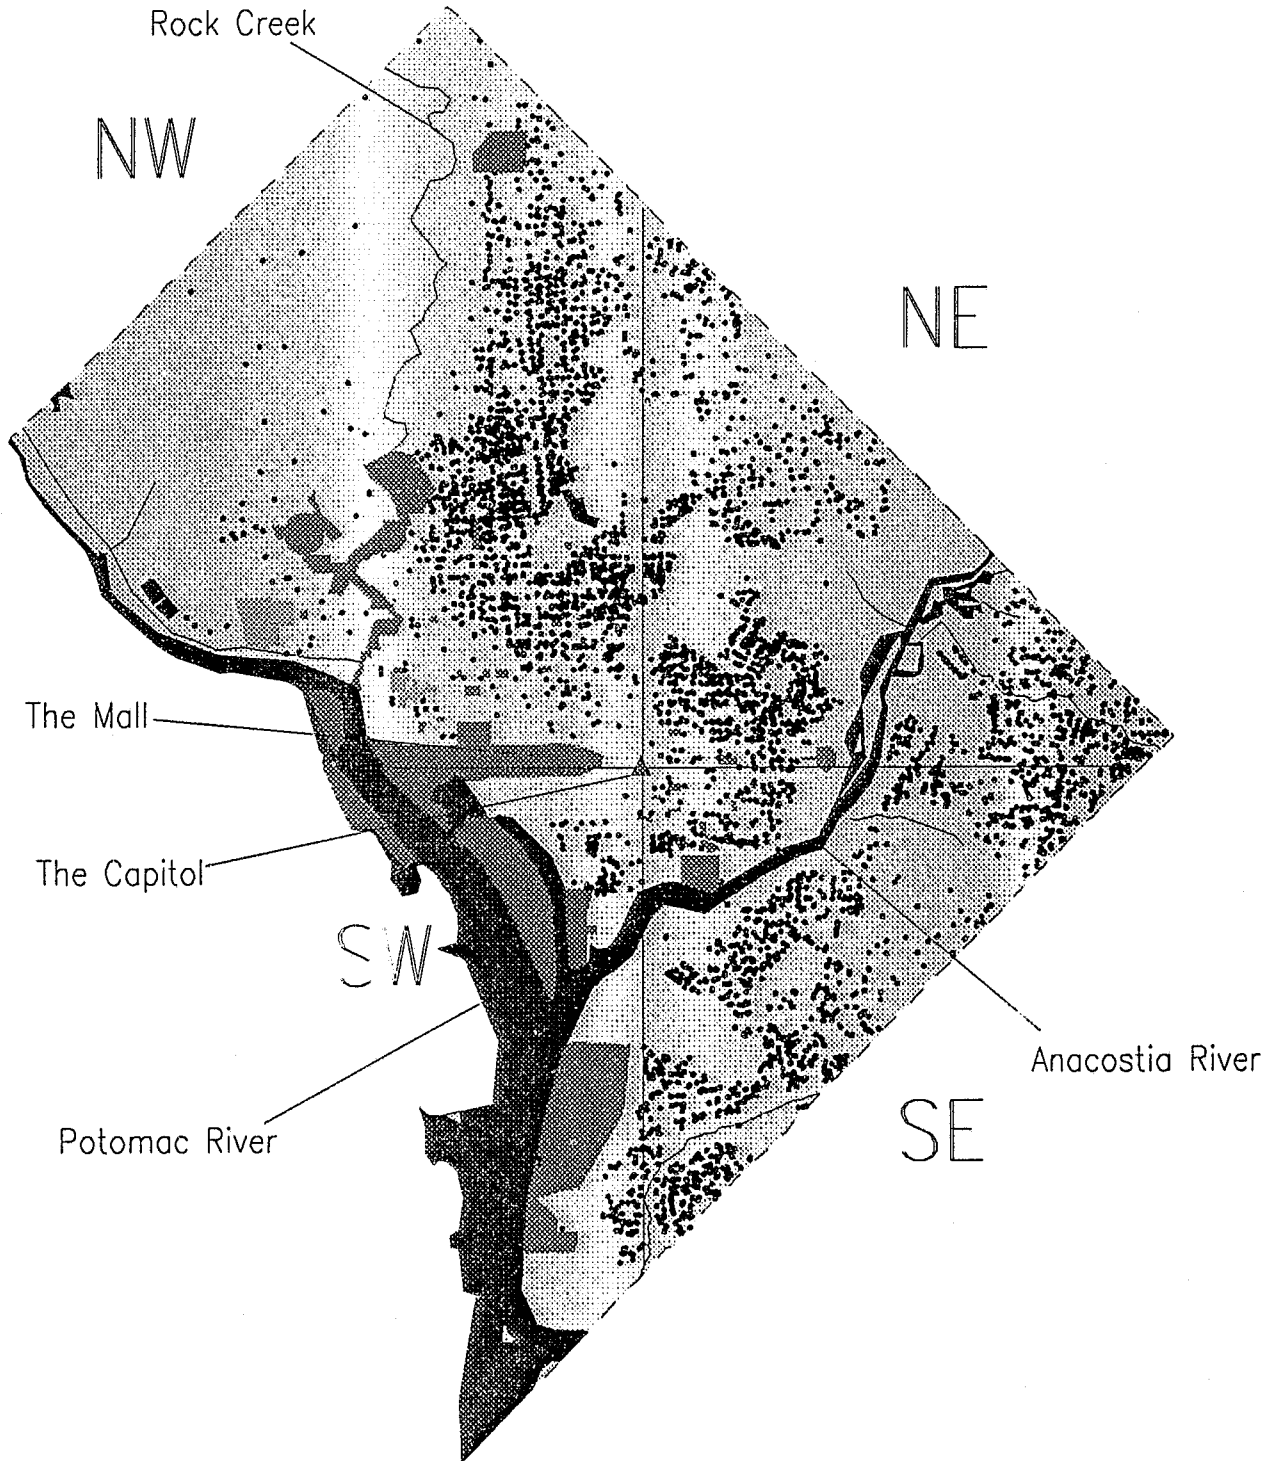 Rock Creek
NW
NE
The Mall
The Capitol
SW
Anacostia River
SE
Potomac River